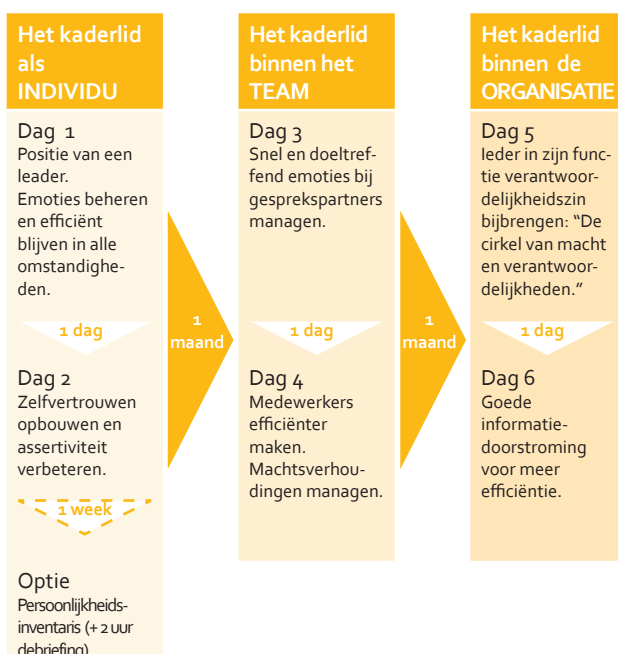 Het kaderlid
als
INDIVIDU
Dag 1
Positie van een
leader.
Emoties beheren
en efficiënt
blijven in alle
omstandighe-
den.
1 dag
Dag 2
Zelfvertrouwen
opbouwen en
assertiviteit
verbeteren.
1 week
Optie
Persoonlijkheids-
inventaris (+ 2 uur
debriefing)
1
maand
Het kaderlid
binnen het
TEAM
Dag 3
Snel en doeltref-
fend emoties bij
gesprekspartners
managen.
1 dag
Dag 4
Medewerkers
efficiënter
maken.
Machtsverhou-
dingen managen.
1
maand
Het kaderlid
binnen de
ORGANISATIE
Dag 5
Ieder in zijn func-
tie verantwoor-
delijkheidszin
bijbrengen: “De
cirkel van macht
en verantwoor-
delijkheden.”
1 dag
Dag 6
Goede
informatie-
doorstroming
voor meer
efficiëntie.